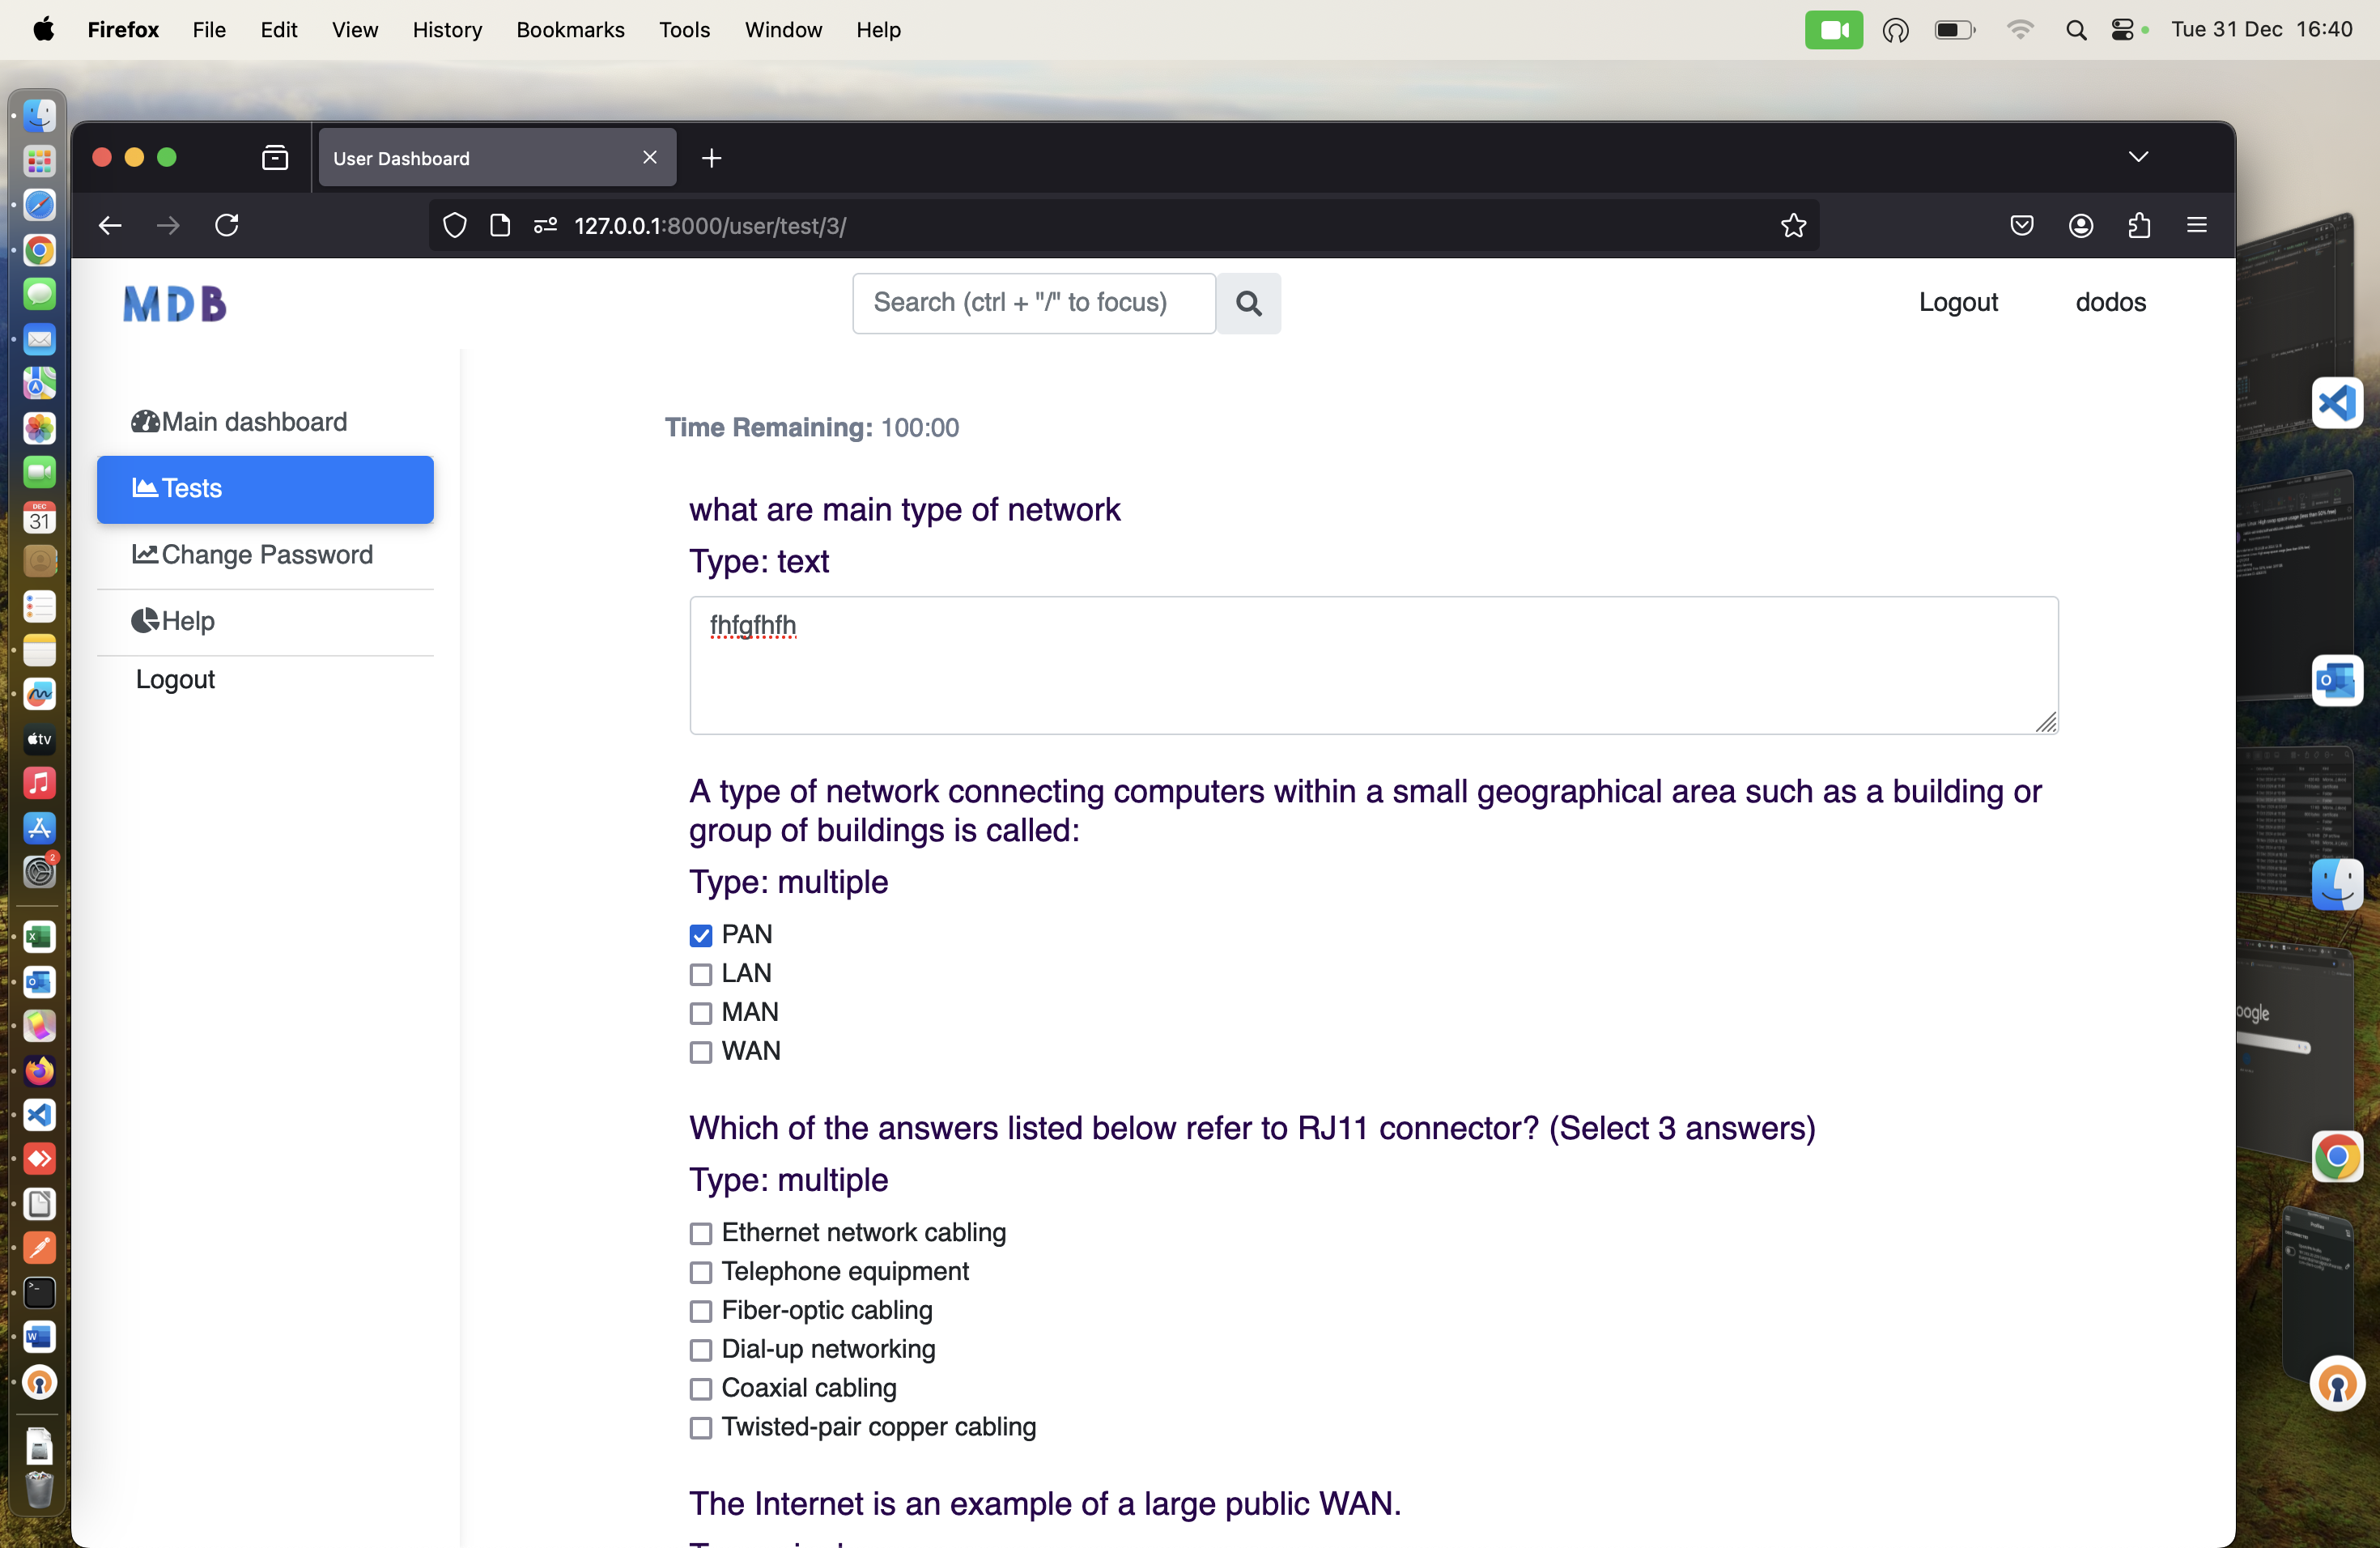 Firefox File Edit View History Bookmarks Tools Window Help
Tue 31 Dec 16:40
User Dashboard
127.0.0.1:8000/user/test/3/
MDB
Search (ctrl + "/" to focus)
Logout
dodos
Main dashboard
Tests
Change Password
Help
Logout
Time Remaining: 100:00
what are main type of network
Type: text
fhfgfhfh
A type of network connecting computers within a small geographical area such as a building or
group of buildings is called:
Type: multiple
PAN
LAN
MAN
WAN
Which of the answers listed below refer to RJ11 connector? (Select 3 answers)
Type: multiple
Ethernet network cabling
Telephone equipment
Fiber-optic cabling
Dial-up networking
Coaxial cabling
Twisted-pair copper cabling
The Internet is an example of a large public WAN.
DEC
31
tv
2
oogle